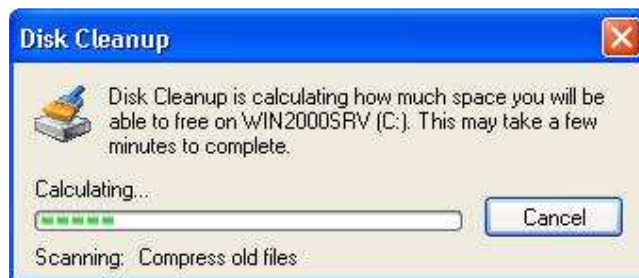 Disk Cleanup
Disk Cleanup is calculating how much space you will be
able to free on WIN2000SRV (C:). This may take a few
minutes to complete.
Calculating...
Cancel
Scanning: Compress old files